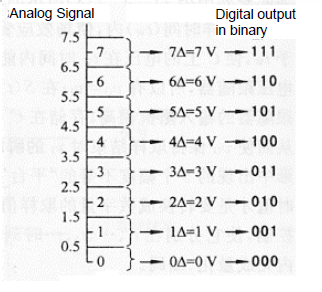 Analog Signal Digital output
in binary
7.5
7 7Δ=7 V 111
6.5
6 6Δ=6 V 110
5.5
5 5Δ=5 V 101
4.5
4 4Δ=4 V 100
3.5
3 3Δ=3 V 011
2.5
2 2Δ=2 V 010
1.5
1 1Δ=1 V 001
0.5
0 0Δ=0 V 000